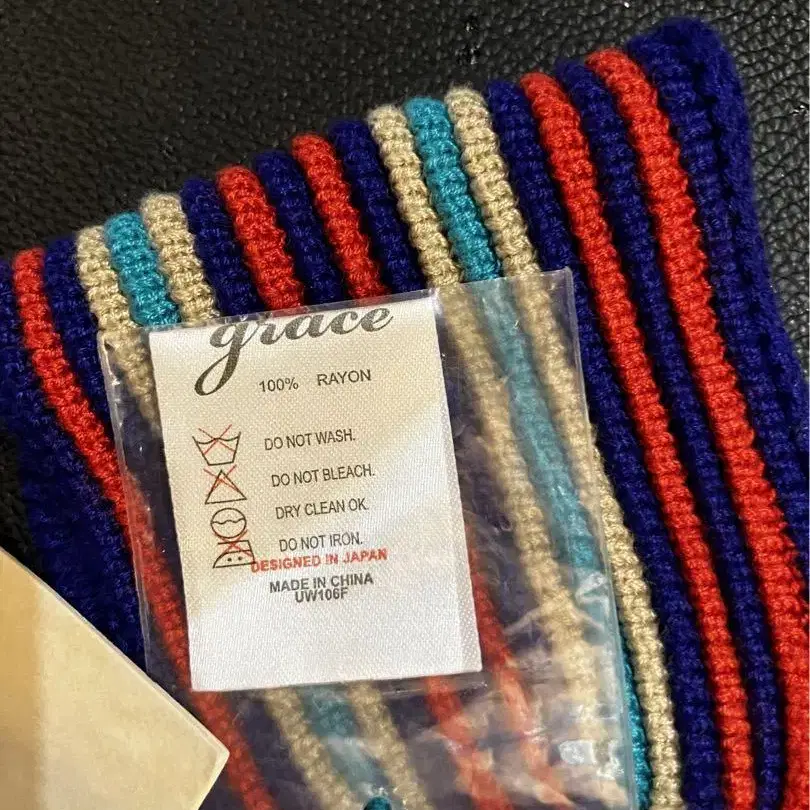 grace
100% RAYON
DO NOT WASH.
DO NOT BLEACH.
DRY CLEAN OK.
DO NOT IRON.
DESIGNED IN JAPAN
MADE IN CHINA
UW106F